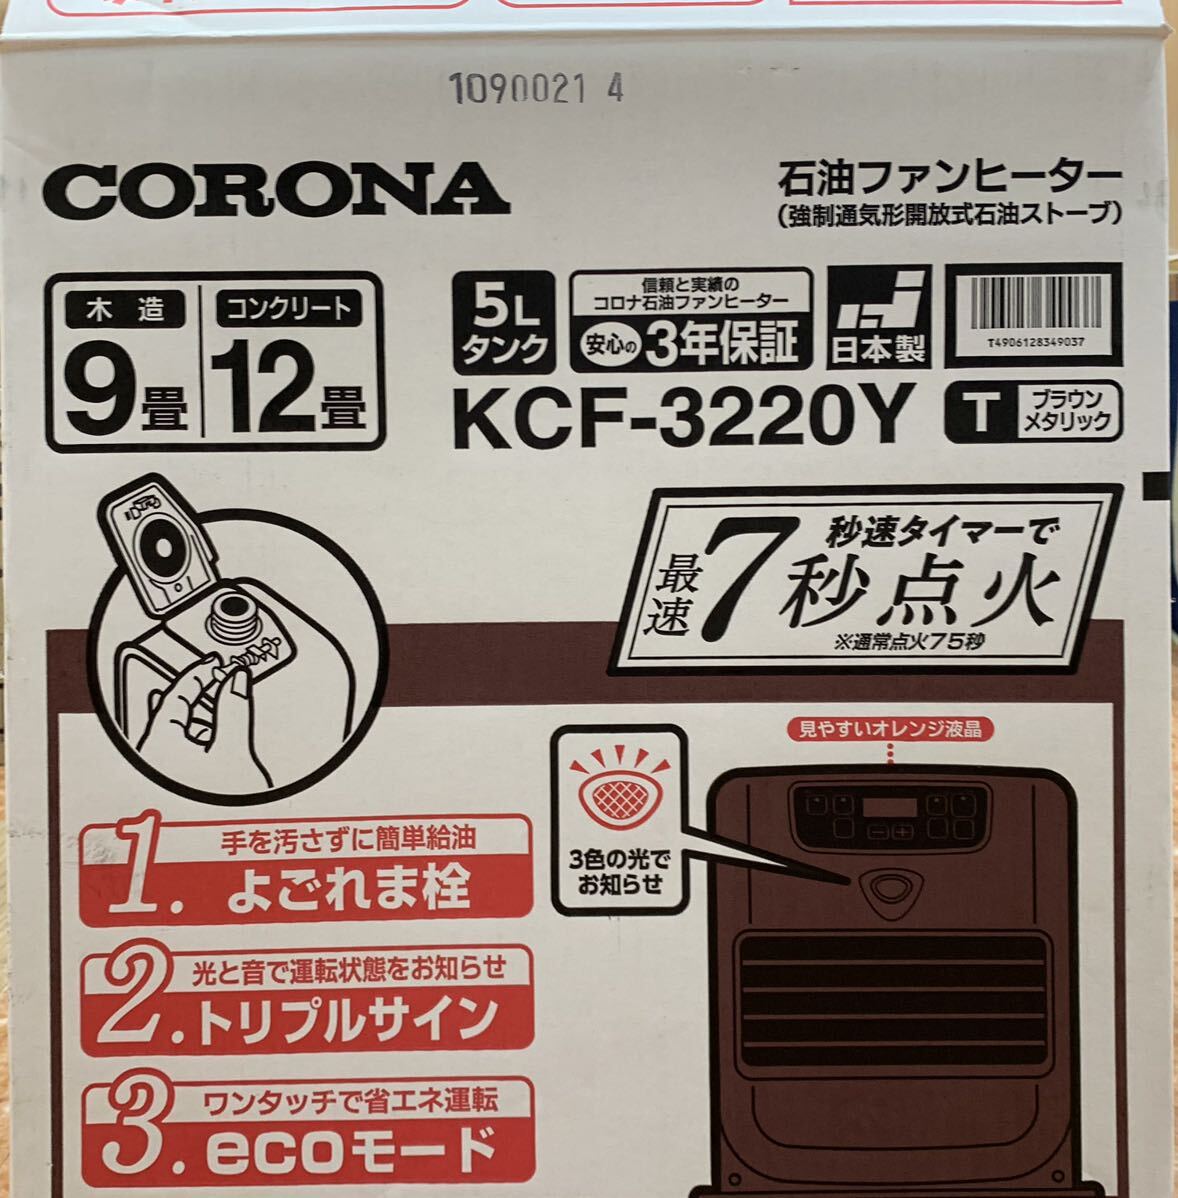 1090021 4
CORONA
石油ファンヒーター
(強制通気形開放式石油ストーブ)
木造
9畳
コンクリート
12畳
5L
タンク
信頼と実績の
コロナ石油ファンヒーター
安心の3年保証
日本製
T4906128349037
KCF-3220Y
T ブラウン
メタリック
秒速タイマーで
最速7秒点火
※通常点火75秒
見やすいオレンジ液晶
3色の光で
お知らせ
手を汚さずに簡単給油
1.よごれま栓
光と音で運転状態をお知らせ
2.トリプルサイン
ワンタッチで省エネ運転
3.ecoモード